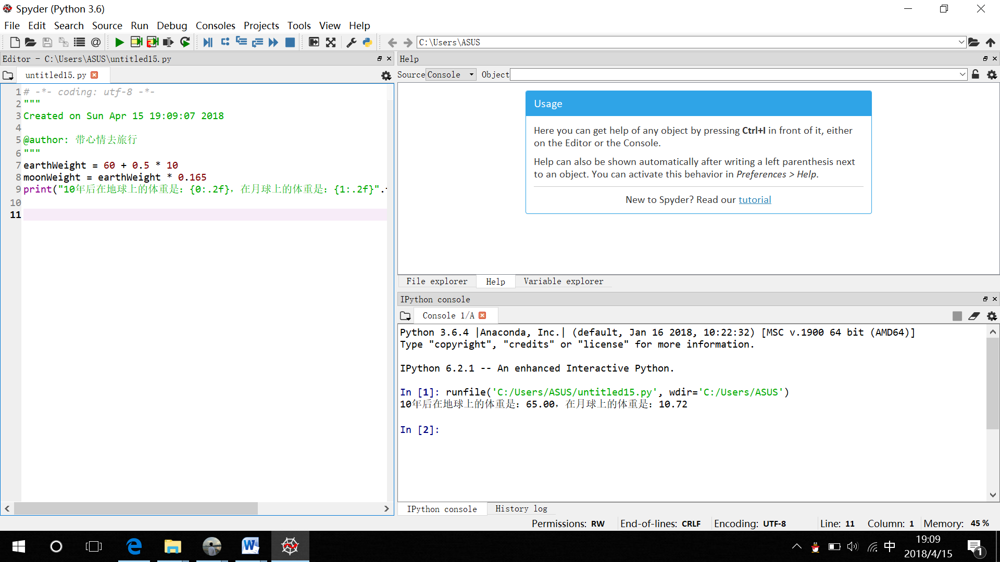 Spyder (Python 3.6)
File Edit Search Source Run Debug Consoles Projects Tools View Help
C:\Users\ASUS
Editor - C:\Users\ASUS\untitled15.py
untitled15.py
1 # -*- coding: utf-8 -*-
2 """
3 Created on Sun Apr 15 19:09:07 2018
4
5 @author: 带心情去旅行
6 """
7 earthWeight = 60 + 0.5 * 10
8 moonWeight = earthWeight * 0.165
9 print("10年后在地球上的体重是：{0:.2f}，在月球上的体重是：{1:.2f}".
10
11
Help
Source Console Object
Usage
Here you can get help of any object by pressing Ctrl+I in front of it, either
on the Editor or the Console.
Help can also be shown automatically after writing a left parenthesis next
to an object. You can activate this behavior in Preferences > Help.
New to Spyder? Read our tutorial
File explorer Help Variable explorer
IPython console
Console 1/A
Python 3.6.4 |Anaconda, Inc.| (default, Jan 16 2018, 10:22:32) [MSC v.1900 64 bit (AMD64)]
Type "copyright", "credits" or "license" for more information.
IPython 6.2.1 -- An enhanced Interactive Python.
In [1]: runfile('C:/Users/ASUS/untitled15.py', wdir='C:/Users/ASUS')
10年后在地球上的体重是：65.00，在月球上的体重是：10.72
In [2]:
IPython console History log
Permissions: RW End-of-lines: CRLF Encoding: UTF-8 Line: 11 Column: 1 Memory: 45 %
中
19:09
2018/4/15
1